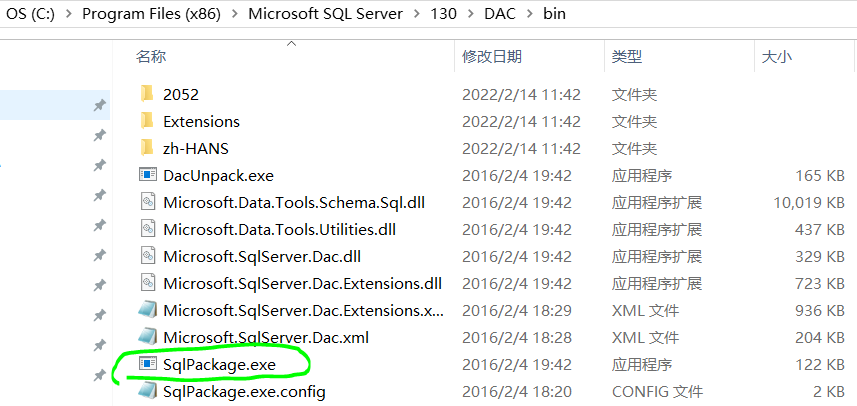 OS (C:) > Program Files (x86) > Microsoft SQL Server > 130 > DAC > bin
名称 修改日期 类型 大小
2052 2022/2/14 11:42 文件夹
Extensions 2022/2/14 11:42 文件夹
zh-HANS 2022/2/14 11:42 文件夹
DacUnpack.exe 2016/2/4 19:42 应用程序 165 KB
Microsoft.Data.Tools.Schema.Sql.dll 2016/2/4 19:42 应用程序扩展 10,019 KB
Microsoft.Data.Tools.Utilities.dll 2016/2/4 19:42 应用程序扩展 437 KB
Microsoft.SqlServer.Dac.dll 2016/2/4 19:42 应用程序扩展 329 KB
Microsoft.SqlServer.Dac.Extensions.dll 2016/2/4 19:42 应用程序扩展 723 KB
Microsoft.SqlServer.Dac.Extensions.x... 2016/2/4 18:29 XML 文件 936 KB
Microsoft.SqlServer.Dac.xml 2016/2/4 18:28 XML 文件 204 KB
SqlPackage.exe 2016/2/4 19:42 应用程序 122 KB
SqlPackage.exe.config 2016/2/4 18:20 CONFIG 文件 2 KB